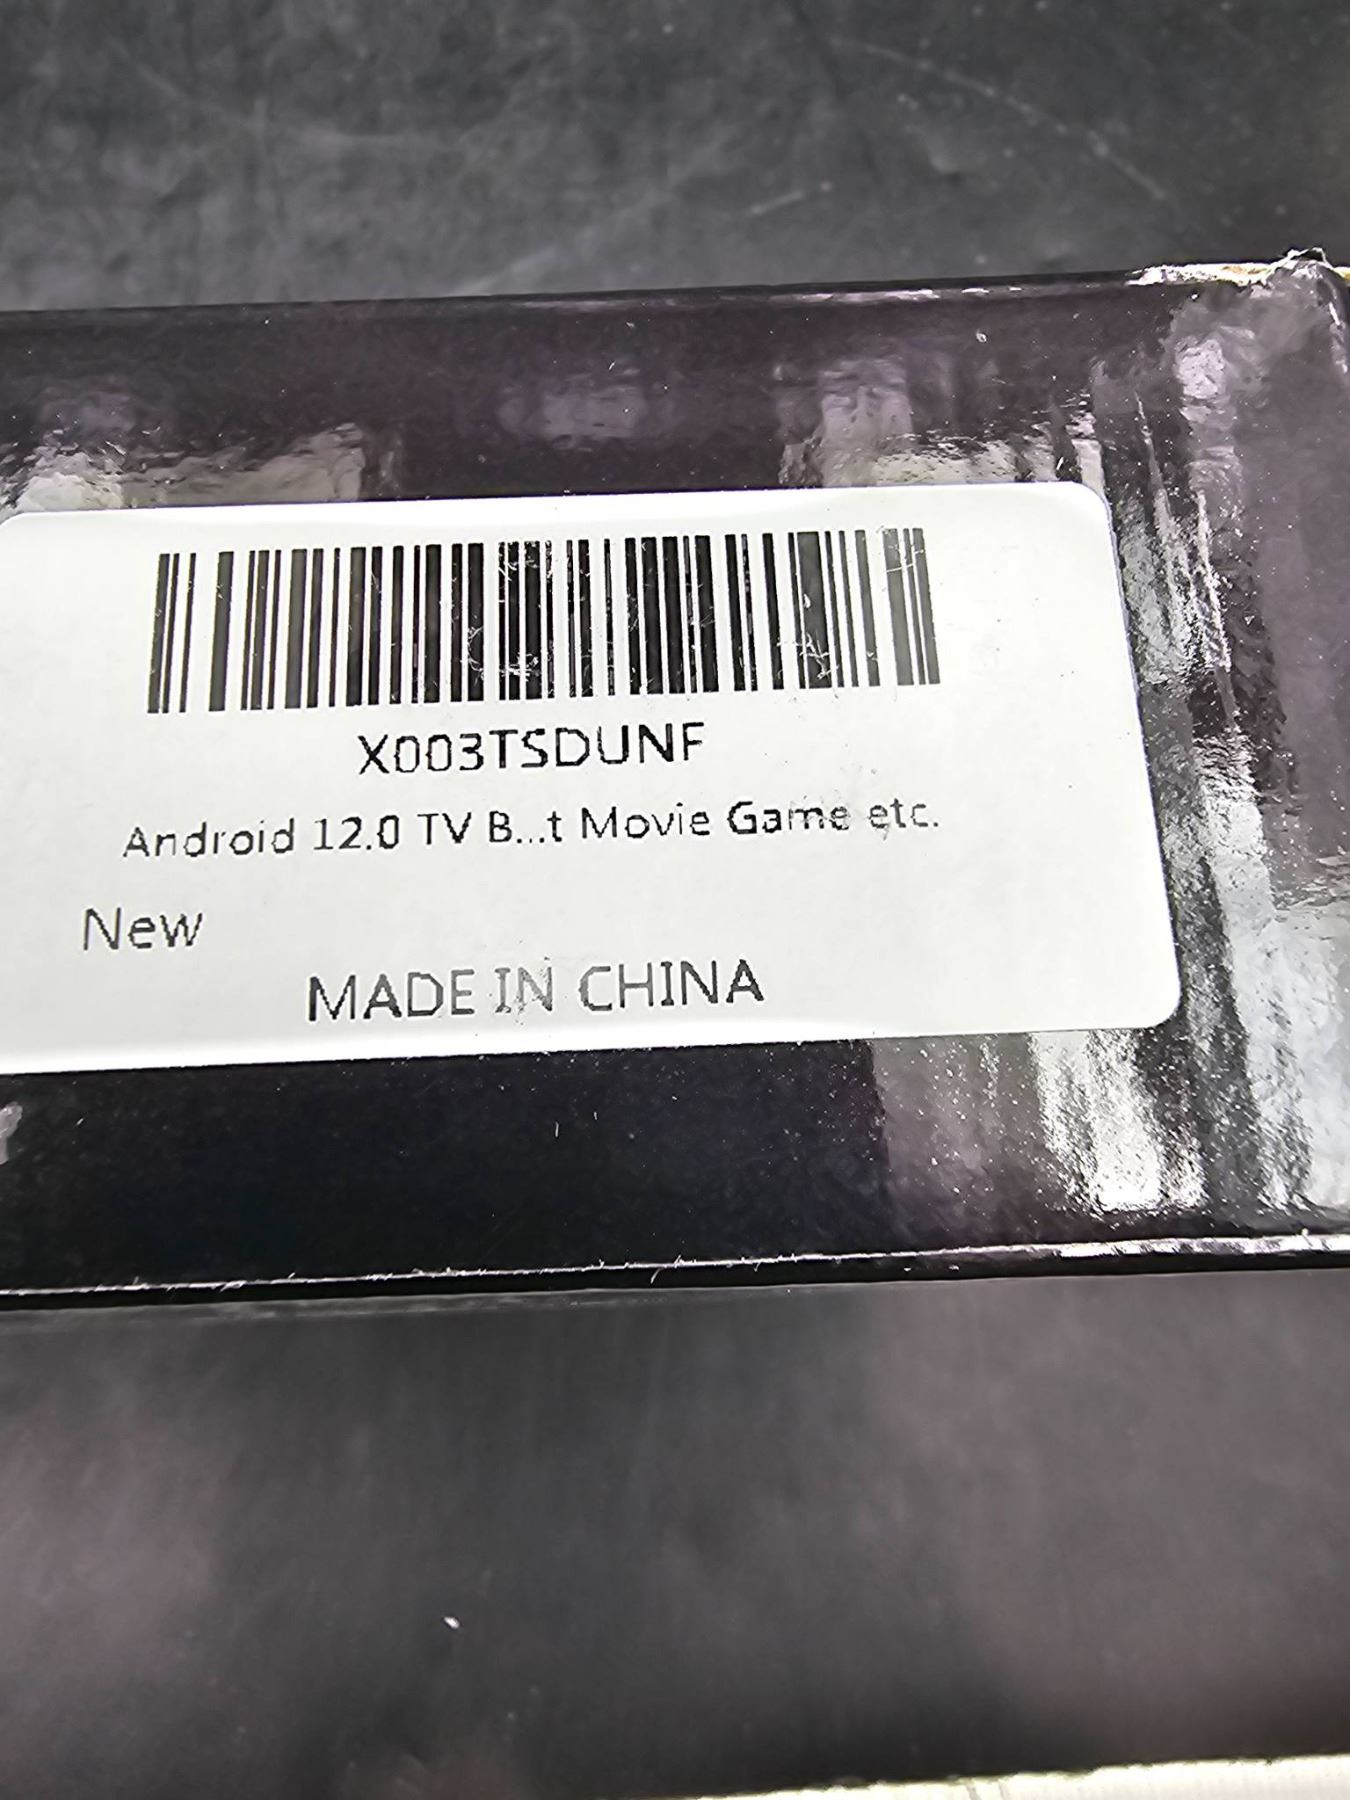 X003TSDUNF
Android 12.0 TV B...t Movie Game etc.
New
MADE IN CHINA